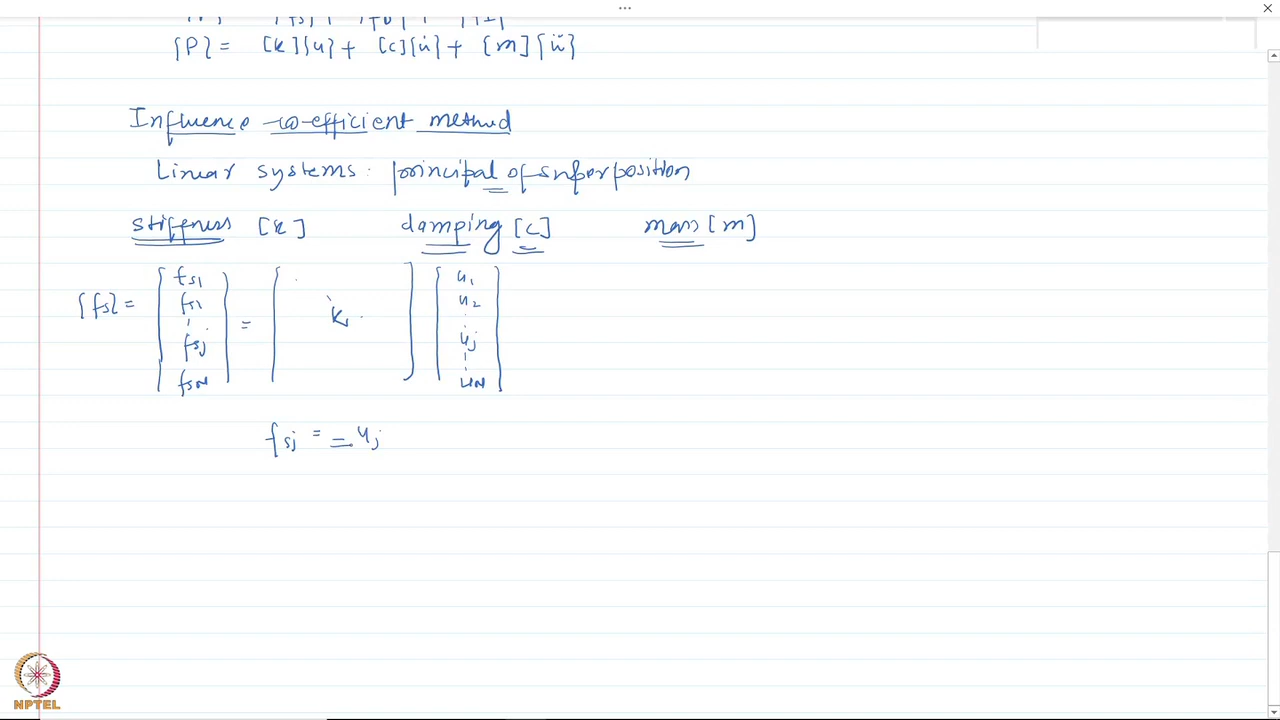 {P} = [k]{u} + [c]{u̇} + [m]{ü}
Influence co-efficient method
Linear systems: principal of superposition
stiffness [k] damping [c] mass [m]
{fs} = [fs1 fs1 fsj fsN] = [k] [u1 u2 uj uN]
fsj = uj
NPTEL